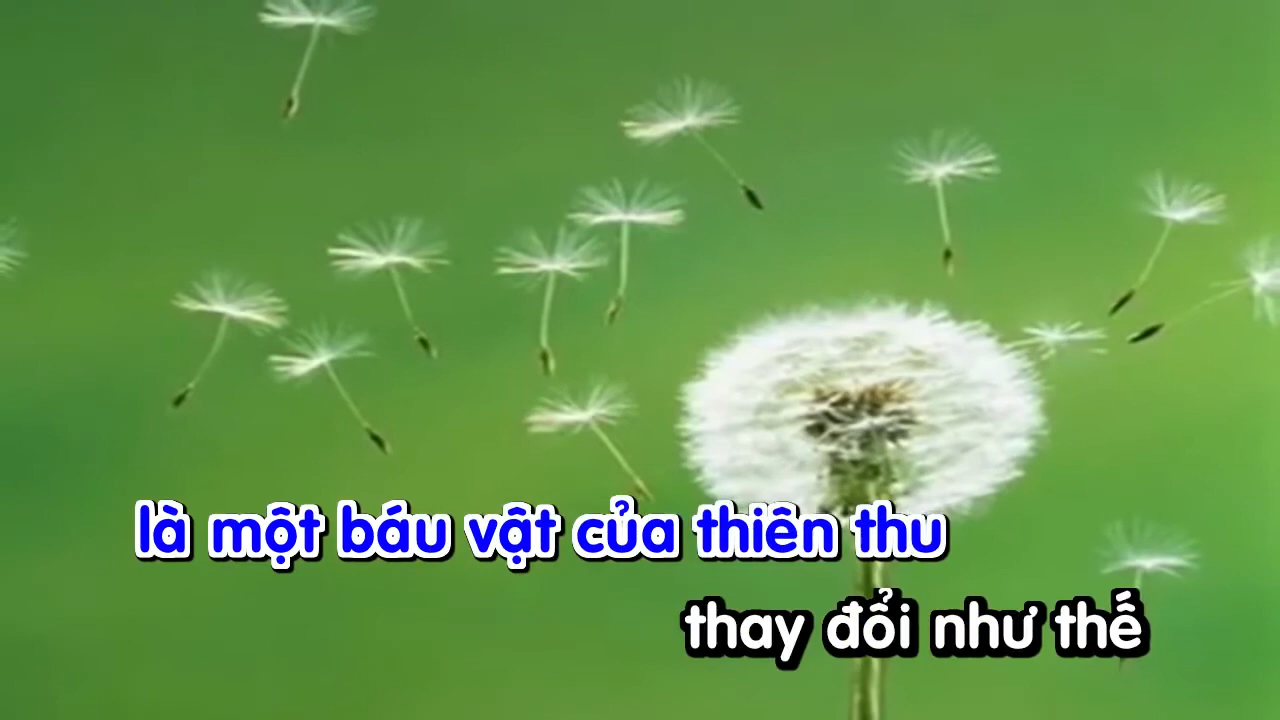 là một báu vật của thiên thu
thay đổi như thế